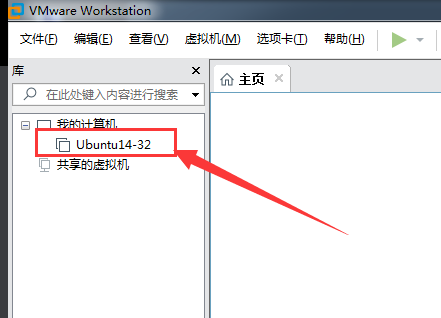 VMware Workstation
文件(F) 编辑(E) 查看(V) 虚拟机(M) 选项卡(T) 帮助(H)
库
主页
在此处键入内容进行搜索
我的计算机
Ubuntu14-32
共享的虚拟机